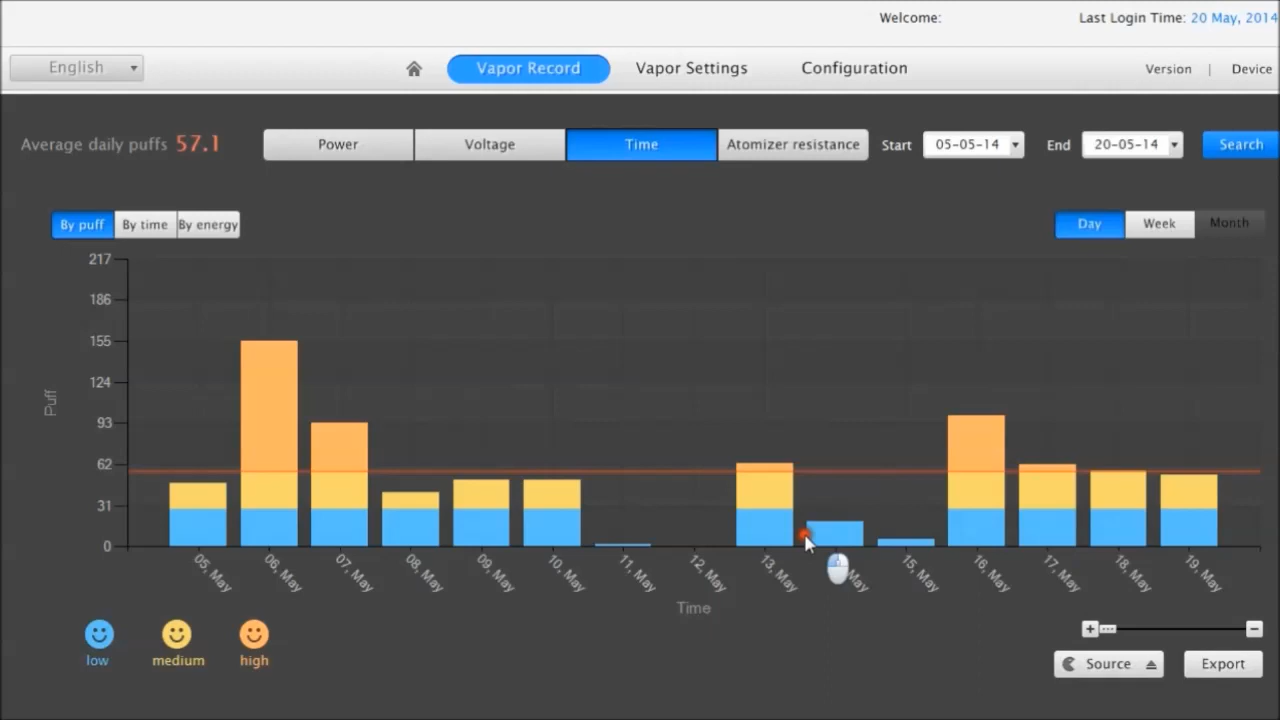 Welcome:
Last Login Time: 20 May, 2014
English
Vapor Record
Vapor Settings
Configuration
Version | Device
Average daily puffs 57.1
Power
Voltage
Time
Atomizer resistance
Start
05-05-14
End
20-05-14
Search
By puff
By time
By energy
Day
Week
Month
217
186
155
124
93
62
31
0
Puff
05, May
06, May
07, May
08, May
09, May
10, May
11, May
12, May
13, May
May
15, May
16, May
17, May
18, May
19, May
Time
low
medium
high
Source
Export